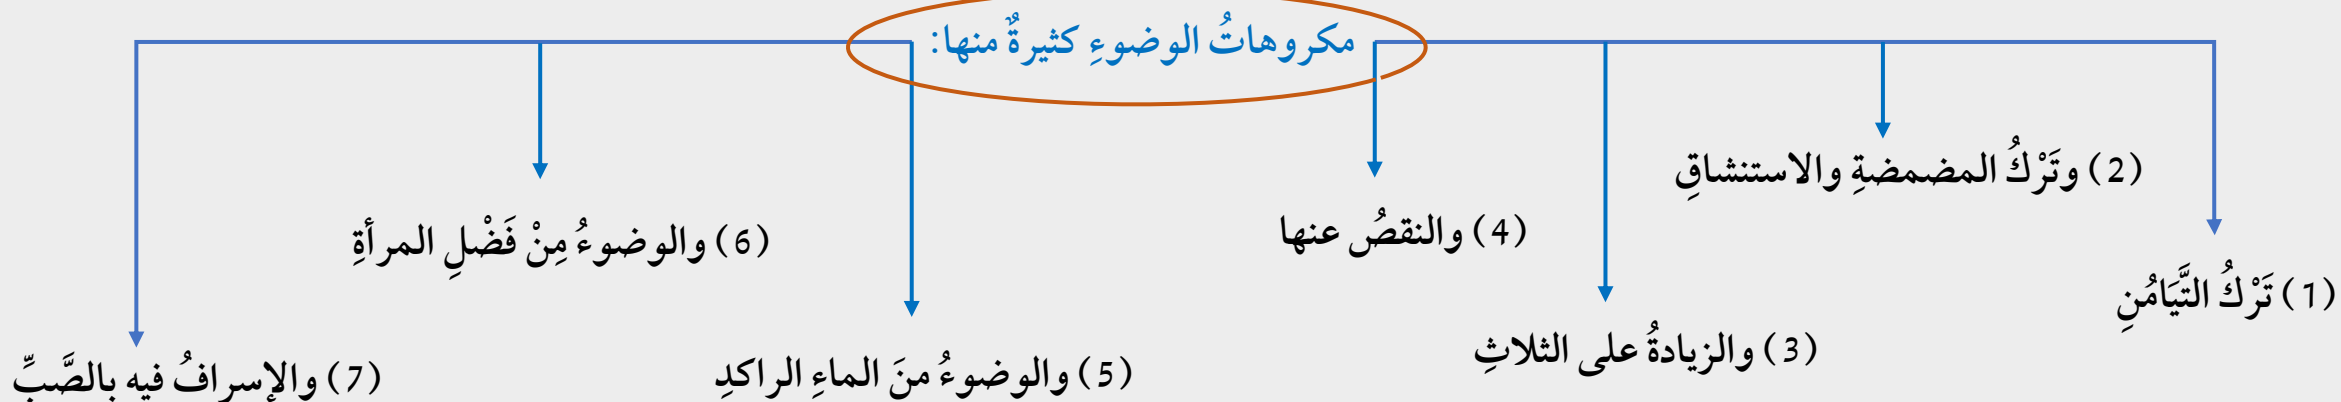 مكروهاتُ الوضوءِ كثيرةٌ منها:
(1) تَرْكُ التَّيَامُنِ
(2) وتَرْكُ المضمضةِ والاستنشاقِ
(3) والزيادةُ على الثلاثِ
(4) والنقصُ عنها
(5) والوضوءُ منَ الماءِ الراكدِ
(6) والوضوءُ مِنْ فَضْلِ المرأةِ
(7) والإسرافُ فيه بالصَّبِّ